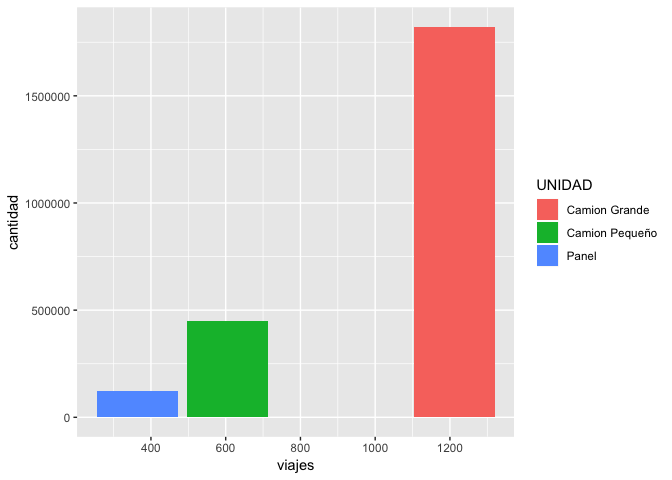 cantidad
1500000
1000000
500000
0
400 600 800 1000 1200
viajes
UNIDAD
Camion Grande
Camion Pequeño
Panel